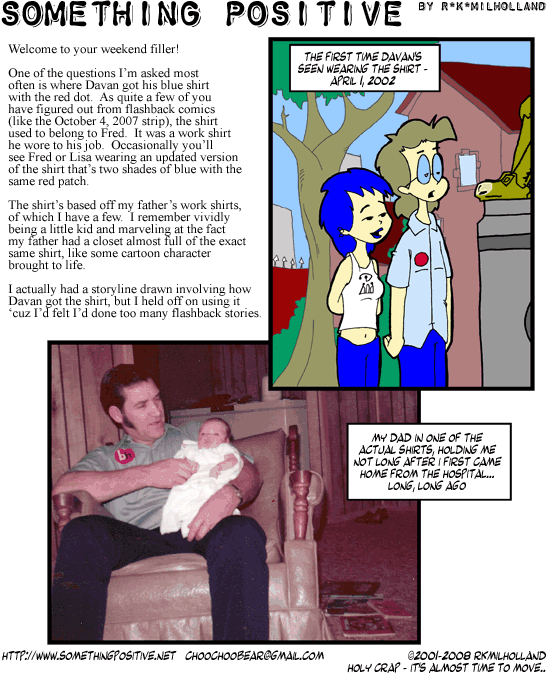 SOMETHING POSITIVE BY R*K*MILHOLLAND
Welcome to your weekend filler!
One of the questions I'm asked most
often is where Davan got his blue shirt
with the red dot.  As quite a few of you
have figured out from flashback comics
(like the October 4, 2007 strip), the shirt
used to belong to Fred.  It was a work shirt
he wore to his job.  Occasionally you'll
see Fred or Lisa wearing an updated version
of the shirt that's two shades of blue with the
same red patch.
The shirt's based off my father's work shirts,
of which I have a few.  I remember vividly
being a little kid and marveling at the fact
my father had a closet almost full of the exact
same shirt, like some cartoon character
brought to life.
I actually had a storyline drawn involving how
Davan got the shirt, but I held off on using it
'cuz I'd felt I'd done too many flashback stories.
THE FIRST TIME DAVAN'S
SEEN WEARING THE SHIRT -
APRIL 1, 2002
MY DAD IN ONE OF THE
ACTUAL SHIRTS, HOLDING ME
NOT LONG AFTER I FIRST CAME
HOME FROM THE HOSPITAL...
LONG, LONG AGO
HTTP://WWW.SOMETHINGPOSITIVE.NET CHOOCHOOBEAR@GMAIL.COM
©2001-2008 RKMILHOLLAND
HOLY CRAP - IT'S ALMOST TIME TO MOVE..